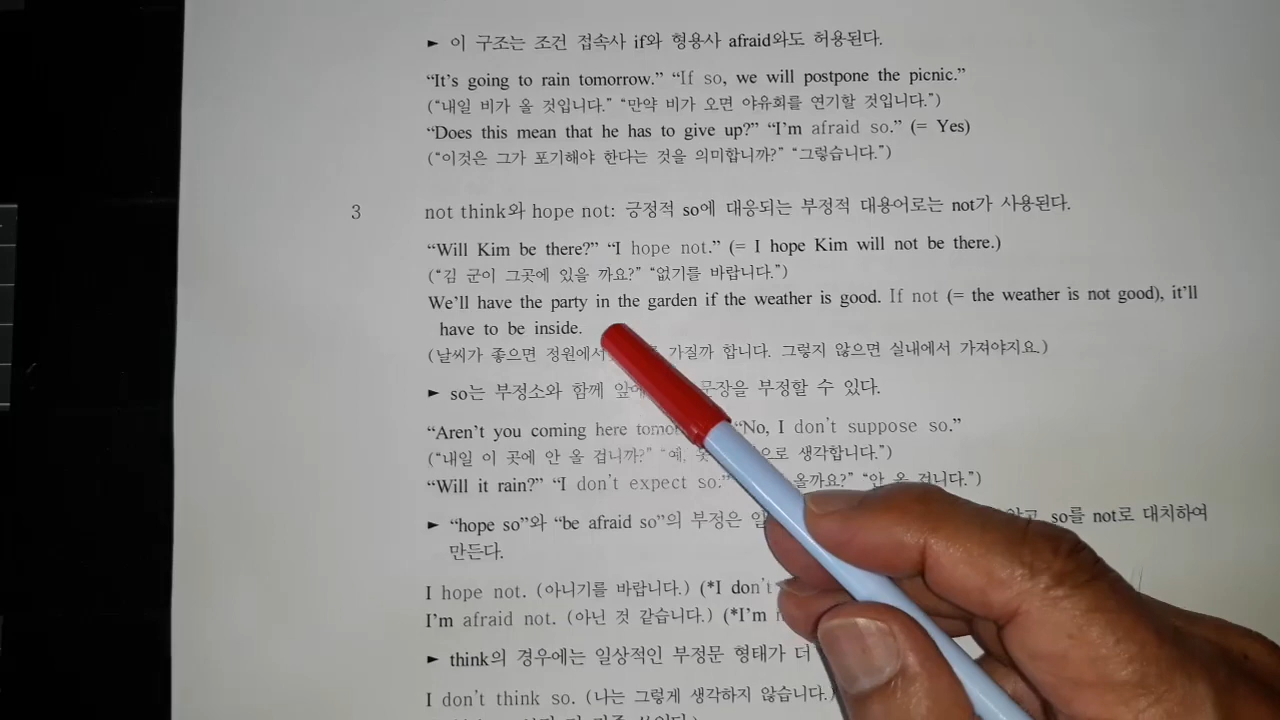 ► 이 구조는 조건 접속사 if와 형용사 afraid와도 허용된다.
“It’s going to rain tomorrow.” “If so, we will postpone the picnic.”
(“내일 비가 올 것입니다.” “만약 비가 오면 야유회를 연기할 것입니다.”)
“Does this mean that he has to give up?” “I’m afraid so.” (= Yes)
(“이것은 그가 포기해야 한다는 것을 의미합니까?” “그렇습니다.”)
3 not think와 hope not: 긍정적 so에 대응되는 부정적 대용어로는 not가 사용된다.
“Will Kim be there?” “I hope not.” (= I hope Kim will not be there.)
(“김 군이 그곳에 있을 까요?” “없기를 바랍니다.”)
We’ll have the party in the garden if the weather is good. If not (= the weather is not good), it’ll
have to be inside.
(날씨가 좋으면 정원에서 가질까 합니다. 그렇지 않으면 실내에서 가져야지요.)
► so는 부정소와 함께 문장을 부정할 수 있다.
“Aren’t you coming here “No, I don’t suppose so.”
(“내일 이 곳에 안 올 겁니까?” “예, 생각합니다.”)
“Will it rain?” “I don’t expect so.” 올까요?” “안 올 겁니다.”)
► “hope so”와 “be afraid so”의 부정은 so를 not로 대치하여
만든다.
I hope not. (아니기를 바랍니다.) (*I don’t
I’m afraid not. (아닌 것 같습니다.) (*I’m
► think의 경우에는 일상적인 부정문 형태가 더
I don’t think so. (나는 그렇게 생각하지 않습니다.)